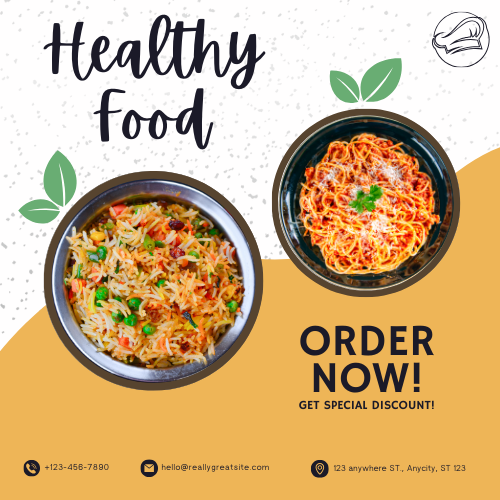 Healthy
Food
ORDER
NOW!
GET SPECIAL DISCOUNT!
+123-456-7890
hello@reallygreatsite.com
123 anywhere ST., Anycity, ST 123